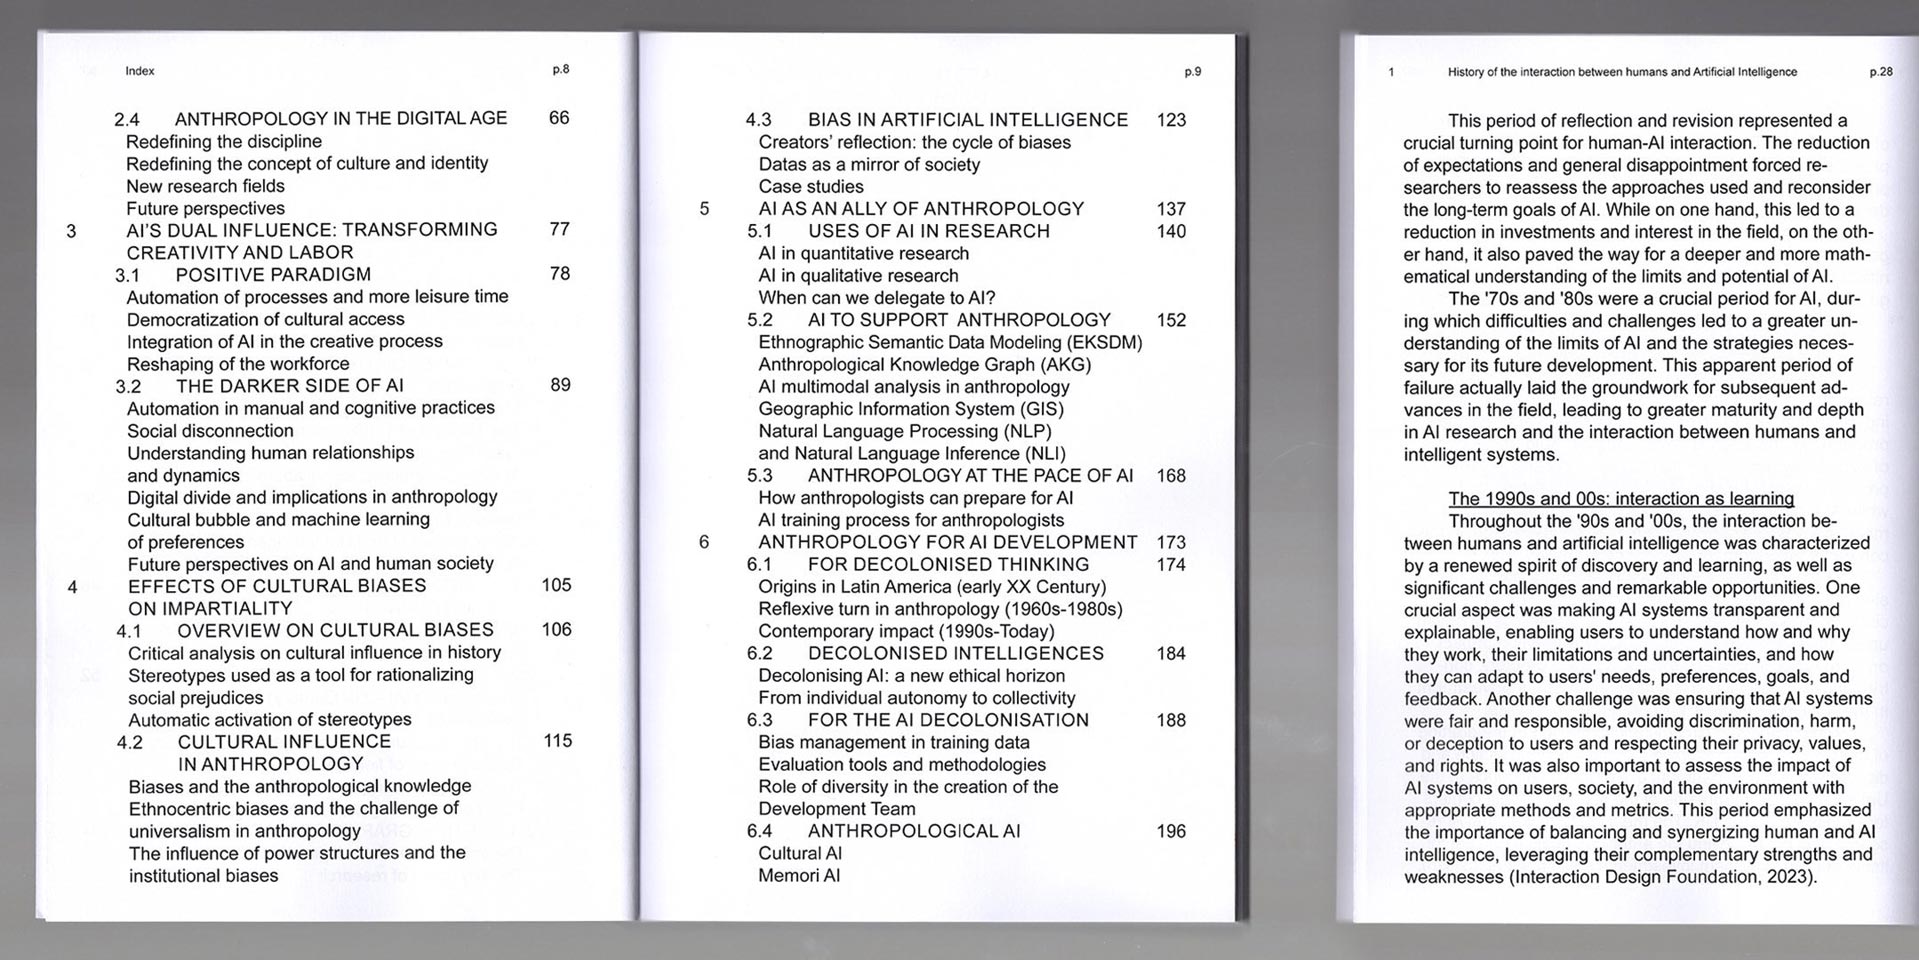 Index p.8
2.4 ANTHROPOLOGY IN THE DIGITAL AGE 66
Redefining the discipline
Redefining the concept of culture and identity
New research fields
Future perspectives
3 AI'S DUAL INFLUENCE: TRANSFORMING 77
CREATIVITY AND LABOR
3.1 POSITIVE PARADIGM 78
Automation of processes and more leisure time
Democratization of cultural access
Integration of AI in the creative process
Reshaping of the workforce
3.2 THE DARKER SIDE OF AI 89
Automation in manual and cognitive practices
Social disconnection
Understanding human relationships
and dynamics
Digital divide and implications in anthropology
Cultural bubble and machine learning
of preferences
Future perspectives on AI and human society
4 EFFECTS OF CULTURAL BIASES 105
ON IMPARTIALITY
4.1 OVERVIEW ON CULTURAL BIASES 106
Critical analysis on cultural influence in history
Stereotypes used as a tool for rationalizing
social prejudices
Automatic activation of stereotypes
4.2 CULTURAL INFLUENCE 115
IN ANTHROPOLOGY
Biases and the anthropological knowledge
Ethnocentric biases and the challenge of
universalism in anthropology
The influence of power structures and the
institutional biases
p.9
4.3 BIAS IN ARTIFICIAL INTELLIGENCE 123
Creators' reflection: the cycle of biases
Datas as a mirror of society
Case studies
5 AI AS AN ALLY OF ANTHROPOLOGY 137
5.1 USES OF AI IN RESEARCH 140
AI in quantitative research
AI in qualitative research
When can we delegate to AI?
5.2 AI TO SUPPORT ANTHROPOLOGY 152
Ethnographic Semantic Data Modeling (EKSDM)
Anthropological Knowledge Graph (AKG)
AI multimodal analysis in anthropology
Geographic Information System (GIS)
Natural Language Processing (NLP)
and Natural Language Inference (NLI)
5.3 ANTHROPOLOGY AT THE PACE OF AI 168
How anthropologists can prepare for AI
AI training process for anthropologists
6 ANTHROPOLOGY FOR AI DEVELOPMENT 173
6.1 FOR DECOLONISED THINKING 174
Origins in Latin America (early XX Century)
Reflexive turn in anthropology (1960s-1980s)
Contemporary impact (1990s-Today)
6.2 DECOLONISED INTELLIGENCES 184
Decolonising AI: a new ethical horizon
From individual autonomy to collectivity
6.3 FOR THE AI DECOLONISATION 188
Bias management in training data
Evaluation tools and methodologies
Role of diversity in the creation of the
Development Team
6.4 ANTHROPOLOGICAL AI 196
Cultural AI
Memori AI
1 History of the interaction between humans and Artificial Intelligence p.28
This period of reflection and revision represented a
crucial turning point for human-AI interaction. The reduction
of expectations and general disappointment forced re-
searchers to reassess the approaches used and reconsider
the long-term goals of AI. While on one hand, this led to a
reduction in investments and interest in the field, on the oth-
er hand, it also paved the way for a deeper and more math-
ematical understanding of the limits and potential of AI.
The '70s and '80s were a crucial period for AI, dur-
ing which difficulties and challenges led to a greater un-
derstanding of the limits of AI and the strategies neces-
sary for its future development. This apparent period of
failure actually laid the groundwork for subsequent ad-
vances in the field, leading to greater maturity and depth
in AI research and the interaction between humans and
intelligent systems.
The 1990s and 00s: interaction as learning
Throughout the '90s and '00s, the interaction be-
tween humans and artificial intelligence was characterized
by a renewed spirit of discovery and learning, as well as
significant challenges and remarkable opportunities. One
crucial aspect was making AI systems transparent and
explainable, enabling users to understand how and why
they work, their limitations and uncertainties, and how
they can adapt to users' needs, preferences, goals, and
feedback. Another challenge was ensuring that AI systems
were fair and responsible, avoiding discrimination, harm,
or deception to users and respecting their privacy, values,
and rights. It was also important to assess the impact of
AI systems on users, society, and the environment with
appropriate methods and metrics. This period emphasized
the importance of balancing and synergizing human and AI
intelligence, leveraging their complementary strengths and
weaknesses (Interaction Design Foundation, 2023).